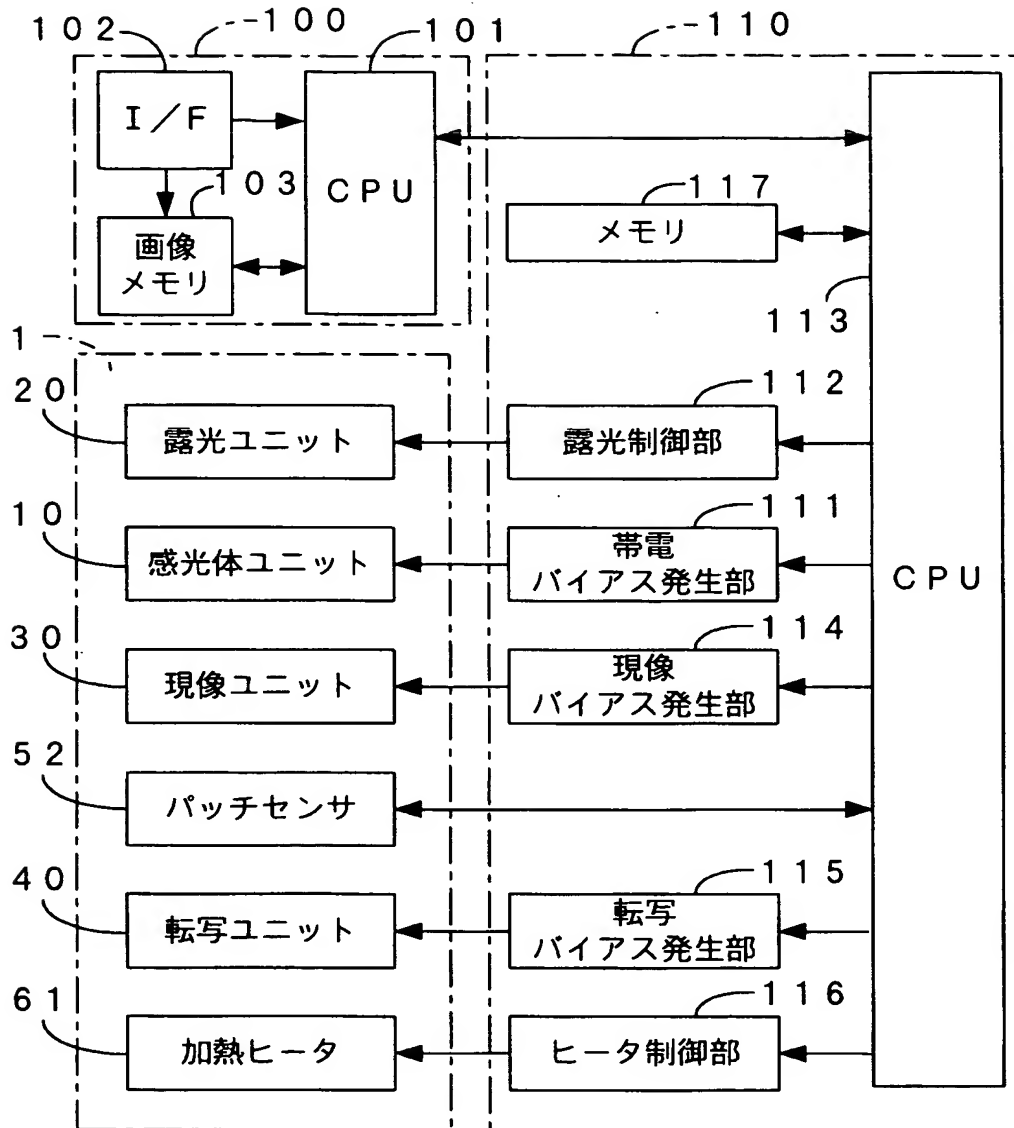 102
100
101
110
I/F
CPU
103
画像
メモリ
117
メモリ
113
1
20
露光ユニット
112
露光制御部
10
感光体ユニット
111
帯電
バイアス発生部
CPU
30
現像ユニット
114
現像
バイアス発生部
52
パッチセンサ
40
転写ユニット
115
転写
バイアス発生部
61
加熱ヒータ
116
ヒータ制御部